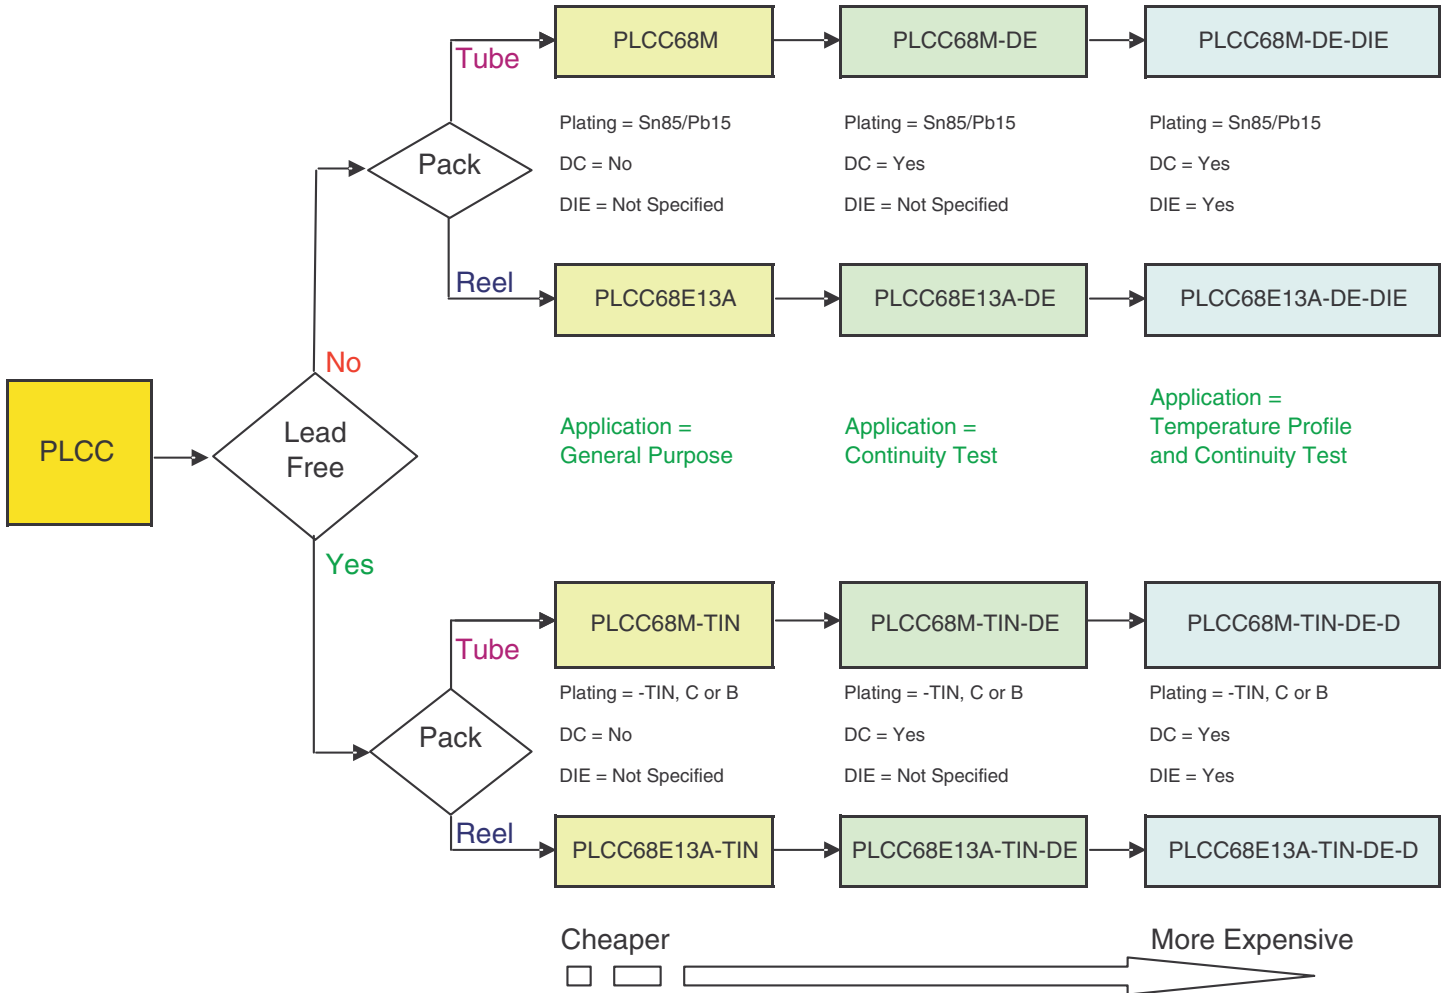 PLCC68M
PLCC68M-DE
PLCC68M-DE-DIE
Tube
Plating = Sn85/Pb15
Plating = Sn85/Pb15
Plating = Sn85/Pb15
Pack
DC = No
DC = Yes
DC = Yes
DIE = Not Specified
DIE = Not Specified
DIE = Yes
Reel
PLCC68E13A
PLCC68E13A-DE
PLCC68E13A-DE-DIE
No
PLCC
Lead
Free
Application =
General Purpose
Application =
Continuity Test
Application =
Temperature Profile
and Continuity Test
Yes
PLCC68M-TIN
PLCC68M-TIN-DE
PLCC68M-TIN-DE-D
Tube
Plating = -TIN, C or B
Plating = -TIN, C or B
Plating = -TIN, C or B
Pack
DC = No
DC = Yes
DC = Yes
DIE = Not Specified
DIE = Not Specified
DIE = Yes
Reel
PLCC68E13A-TIN
PLCC68E13A-TIN-DE
PLCC68E13A-TIN-DE-D
Cheaper
More Expensive